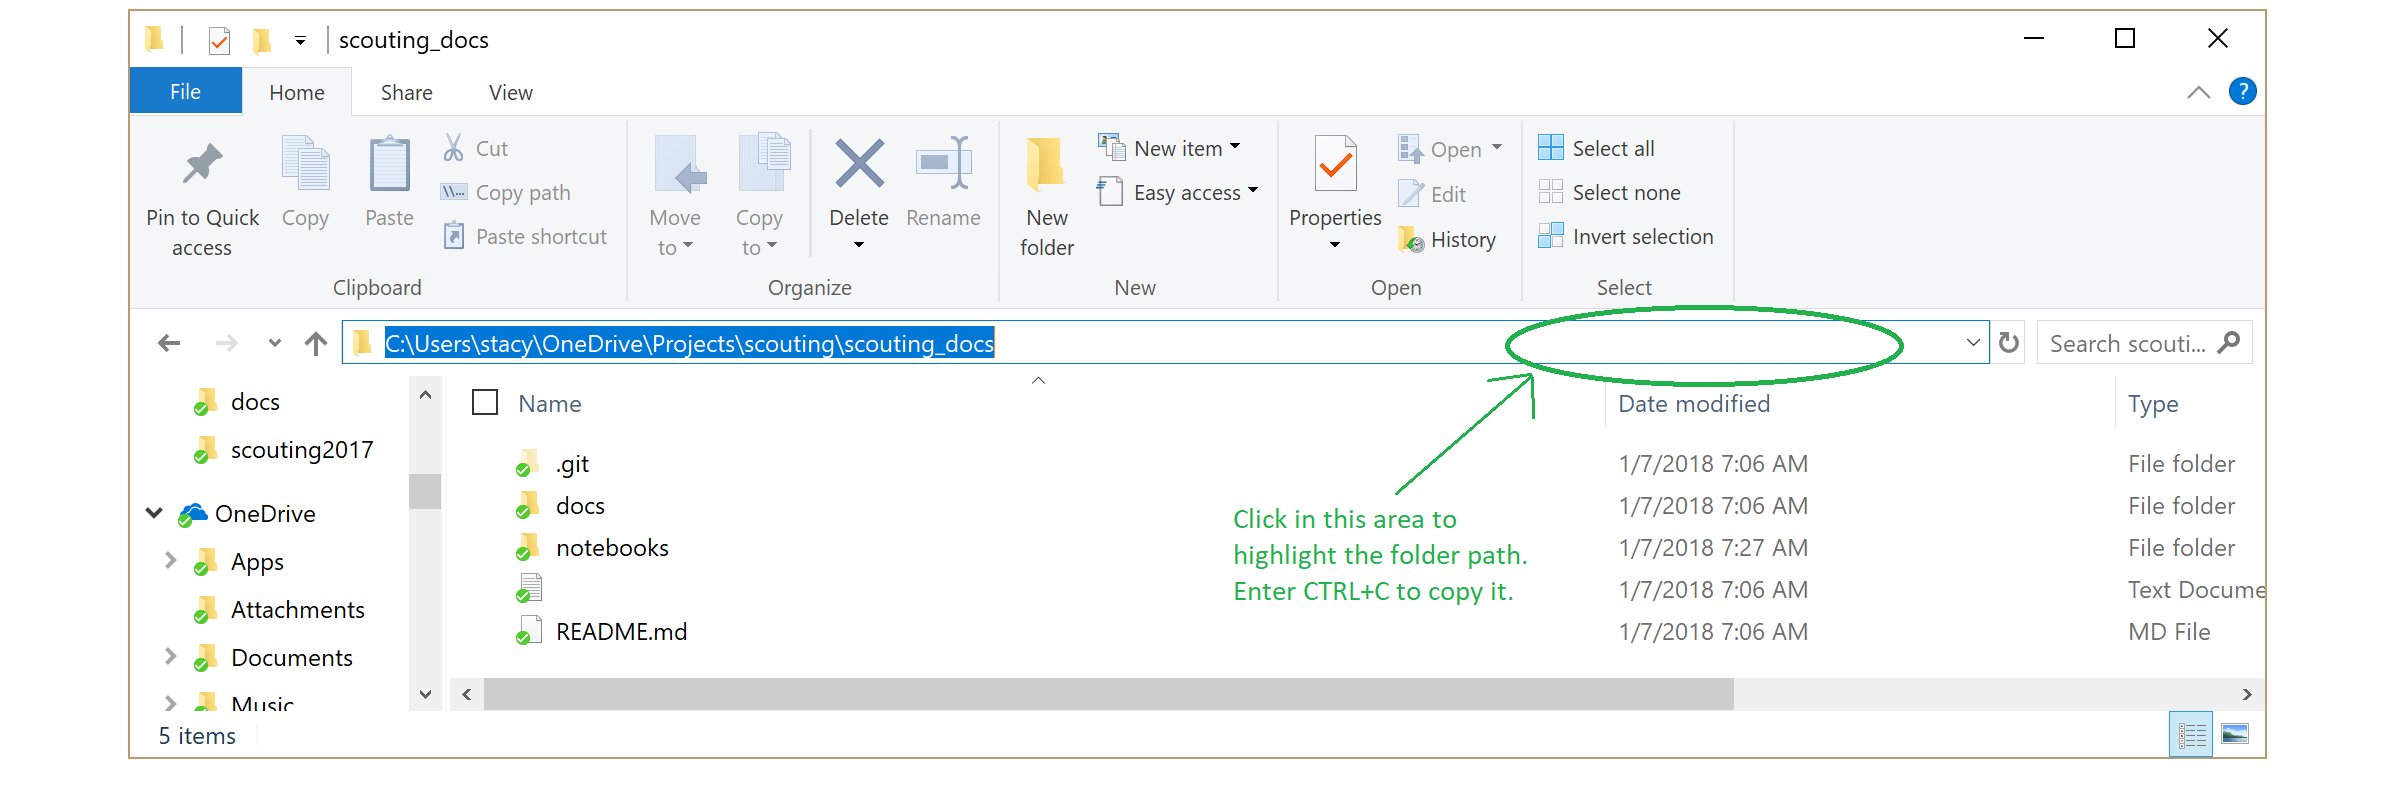 scouting_docs
File Home Share View
?
Pin to Quick access
Copy
Paste
Cut
Copy path
Paste shortcut
Clipboard
Move to
Copy to
Delete
Rename
Organize
New folder
New item
Easy access
New
Properties
Open
Edit
History
Open
Select all
Select none
Invert selection
Select
C:\Users\stacy\OneDrive\Projects\scouting\scouting_docs
Search scouti...
docs
scouting2017
OneDrive
Apps
Attachments
Documents
Music
Name Date modified Type
.git 1/7/2018 7:06 AM File folder
docs 1/7/2018 7:06 AM File folder
notebooks 1/7/2018 7:27 AM File folder
1/7/2018 7:06 AM Text Docume
README.md 1/7/2018 7:06 AM MD File
Click in this area to
highlight the folder path.
Enter CTRL+C to copy it.
5 items